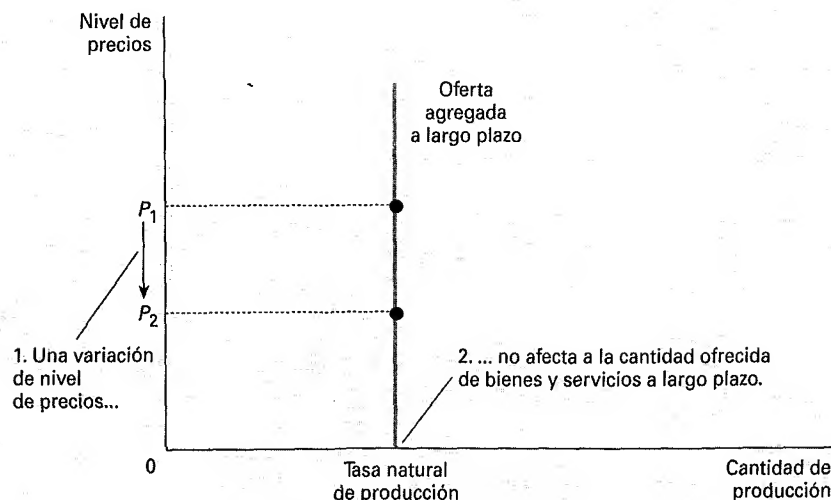 Nivel de
precios
Oferta
agregada
a largo plazo
P1
P2
1. Una variación
de nivel
de precios...
2. ... no afecta a la cantidad ofrecida
de bienes y servicios a largo plazo.
0
Tasa natural
de producción
Cantidad de
producción